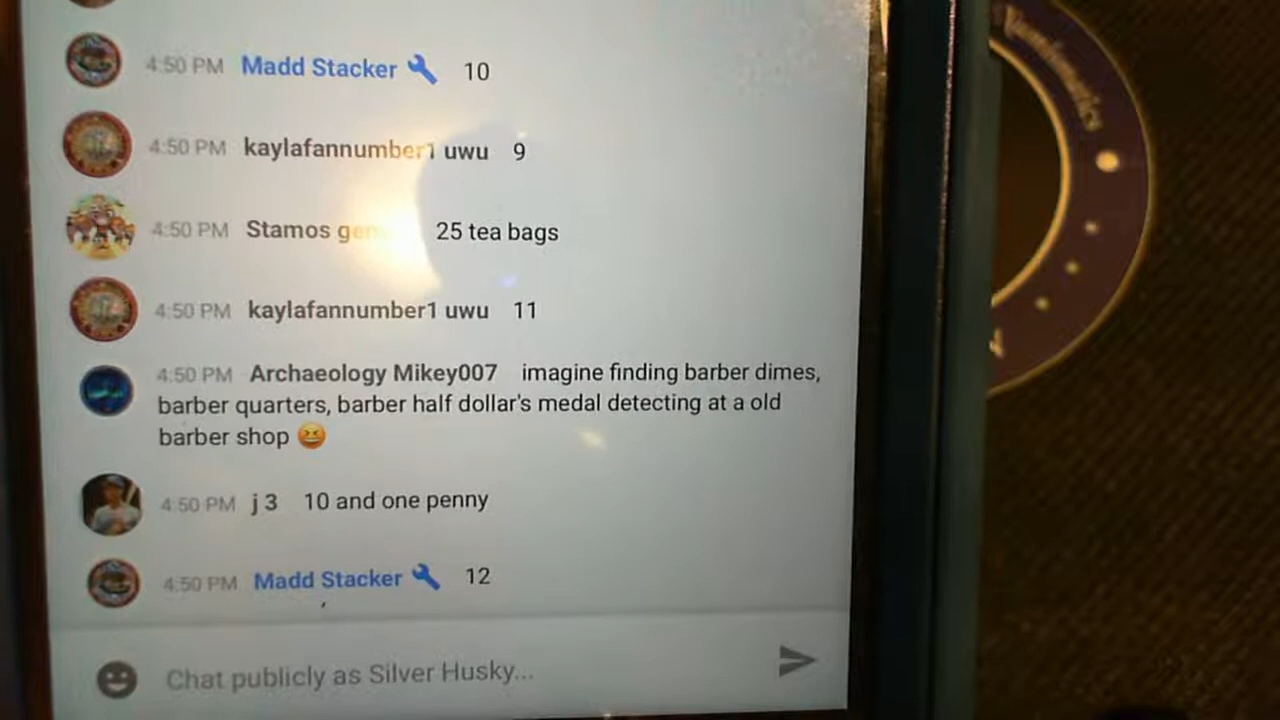 4:50 PM Madd Stacker 10
4:50 PM kaylafannumber1 uwu 9
4:50 PM Stamos 25 tea bags
4:50 PM kaylafannumber1 uwu 11
4:50 PM Archaeology Mikey007 imagine finding barber dimes,
barber quarters, barber half dollar's medal detecting at a old
barber shop
4:50 PM j 3 10 and one penny
4:50 PM Madd Stacker 12
Chat publicly as Silver Husky...